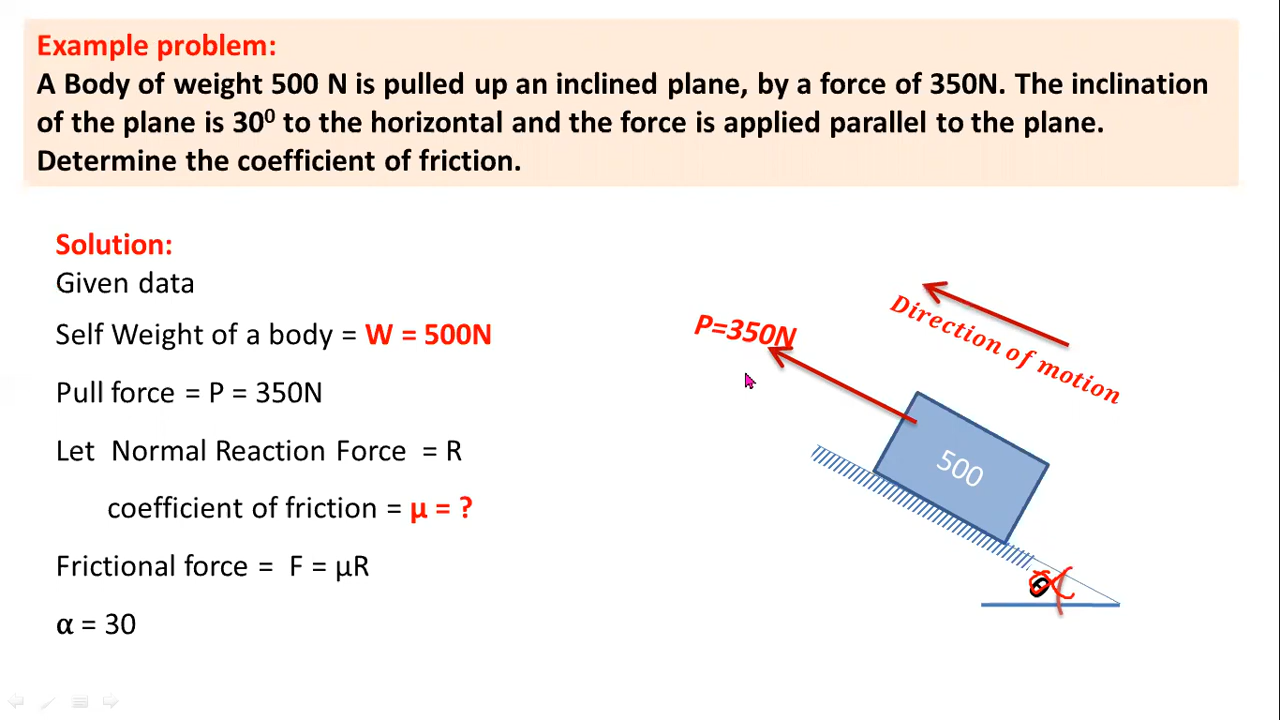 Example problem:
A Body of weight 500 N is pulled up an inclined plane, by a force of 350N. The inclination
of the plane is 30⁰ to the horizontal and the force is applied parallel to the plane.
Determine the coefficient of friction.
Solution:
Given data
Self Weight of a body = W = 500N
Pull force = P = 350N
Let Normal Reaction Force = R
coefficient of friction = μ = ?
Frictional force = F = μR
α = 30
Direction of motion
P=350N
500
α